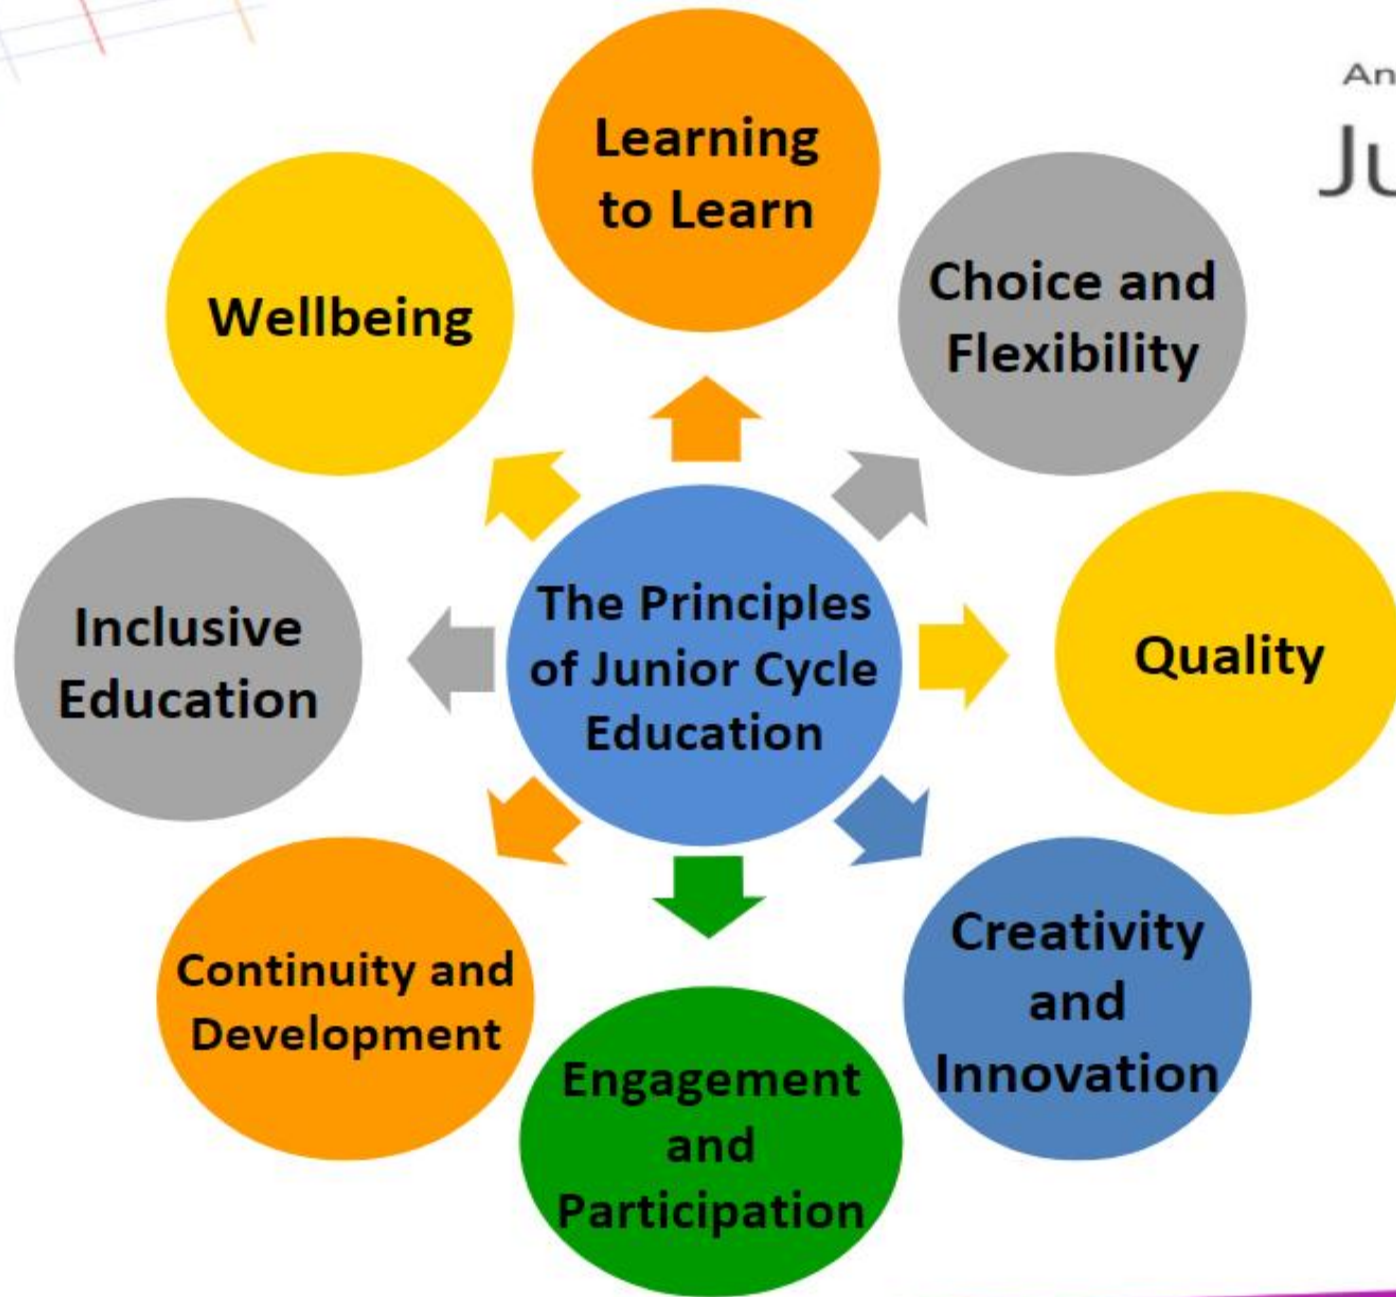 Learning
to Learn
Choice and
Flexibility
Quality
Creativity
and
Innovation
Engagement
and
Participation
Continuity and
Development
Inclusive
Education
Wellbeing
The Principles
of Junior Cycle
Education
An